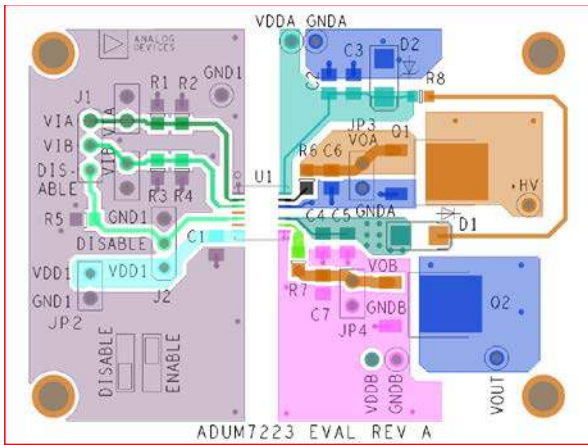 ANALOG
DEVICES
VDDA GNDA
C3
D2
C2
R8
GND1
J1
R1 R2
VIA
VIA
VIB
VIB
DIS-
ABLE
U1
JP3
Q1
R6 C6
VOA
+HV
R5
GND1
R3 R4
DISABLE
C1
C4 C5
GNDA
D1
VDD1
VDD1
GND1
J2
JP2
R7
VOB
GNDB
C7
JP4
Q2
DISABLE
ENABLE
VDDB
GNDB
VOUT
ADUM7223 EVAL REV A